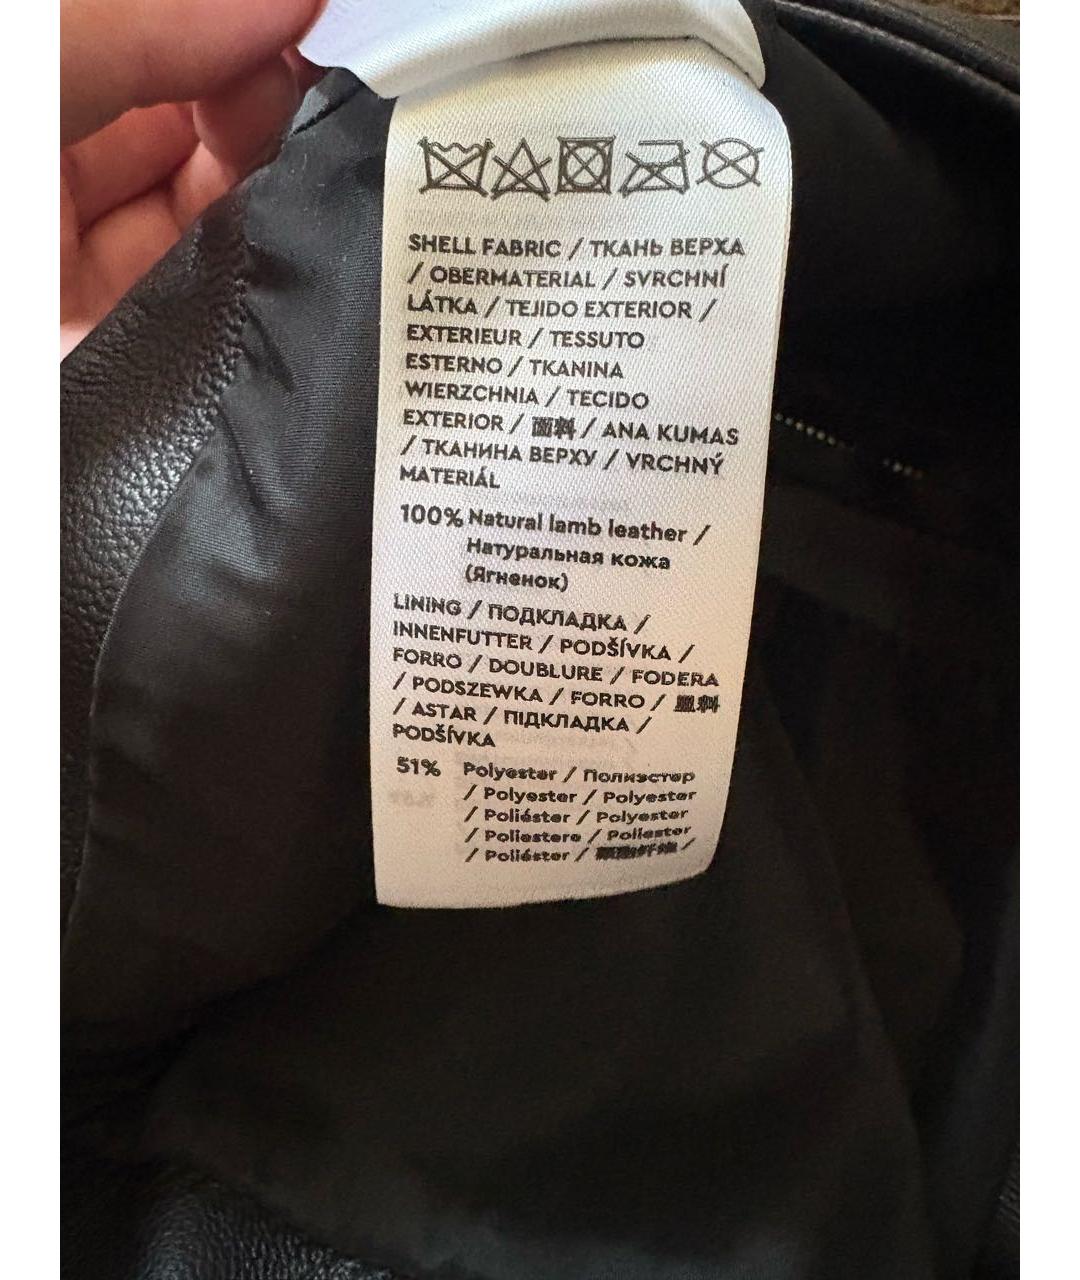 SHELL FABRIC / ТКАНЬ ВЕРХА
/ OBERMATERIAL / SVRCHNÍ
LÁTKA / TEJIDO EXTERIOR /
EXTERIEUR / TESSUTO
ESTERNO / TKANINA
WIERZCHNIA / TECIDO
EXTERIOR / 面料 / ANA KUMAS
/ ТКАНИНА ВЕРХУ / VRCHNÝ
MATERIÁL
100% Natural lamb leather /
Натуральная кожа
(Ягненок)
LINING / ПОДКЛАДКА /
INNENFUTTER / PODŠÍVKA /
FORRO / DOUBLURE / FODERA
/ PODSZEWKA / FORRO / 里料
/ ASTAR / ПІДКЛАДКА /
PODŠÍVKA
51% Polyester / Полиэстер
/ Polyester / Polyester
/ Poliéster / Polyester
/ Poliestere / Poliester
/ Poliéster / /